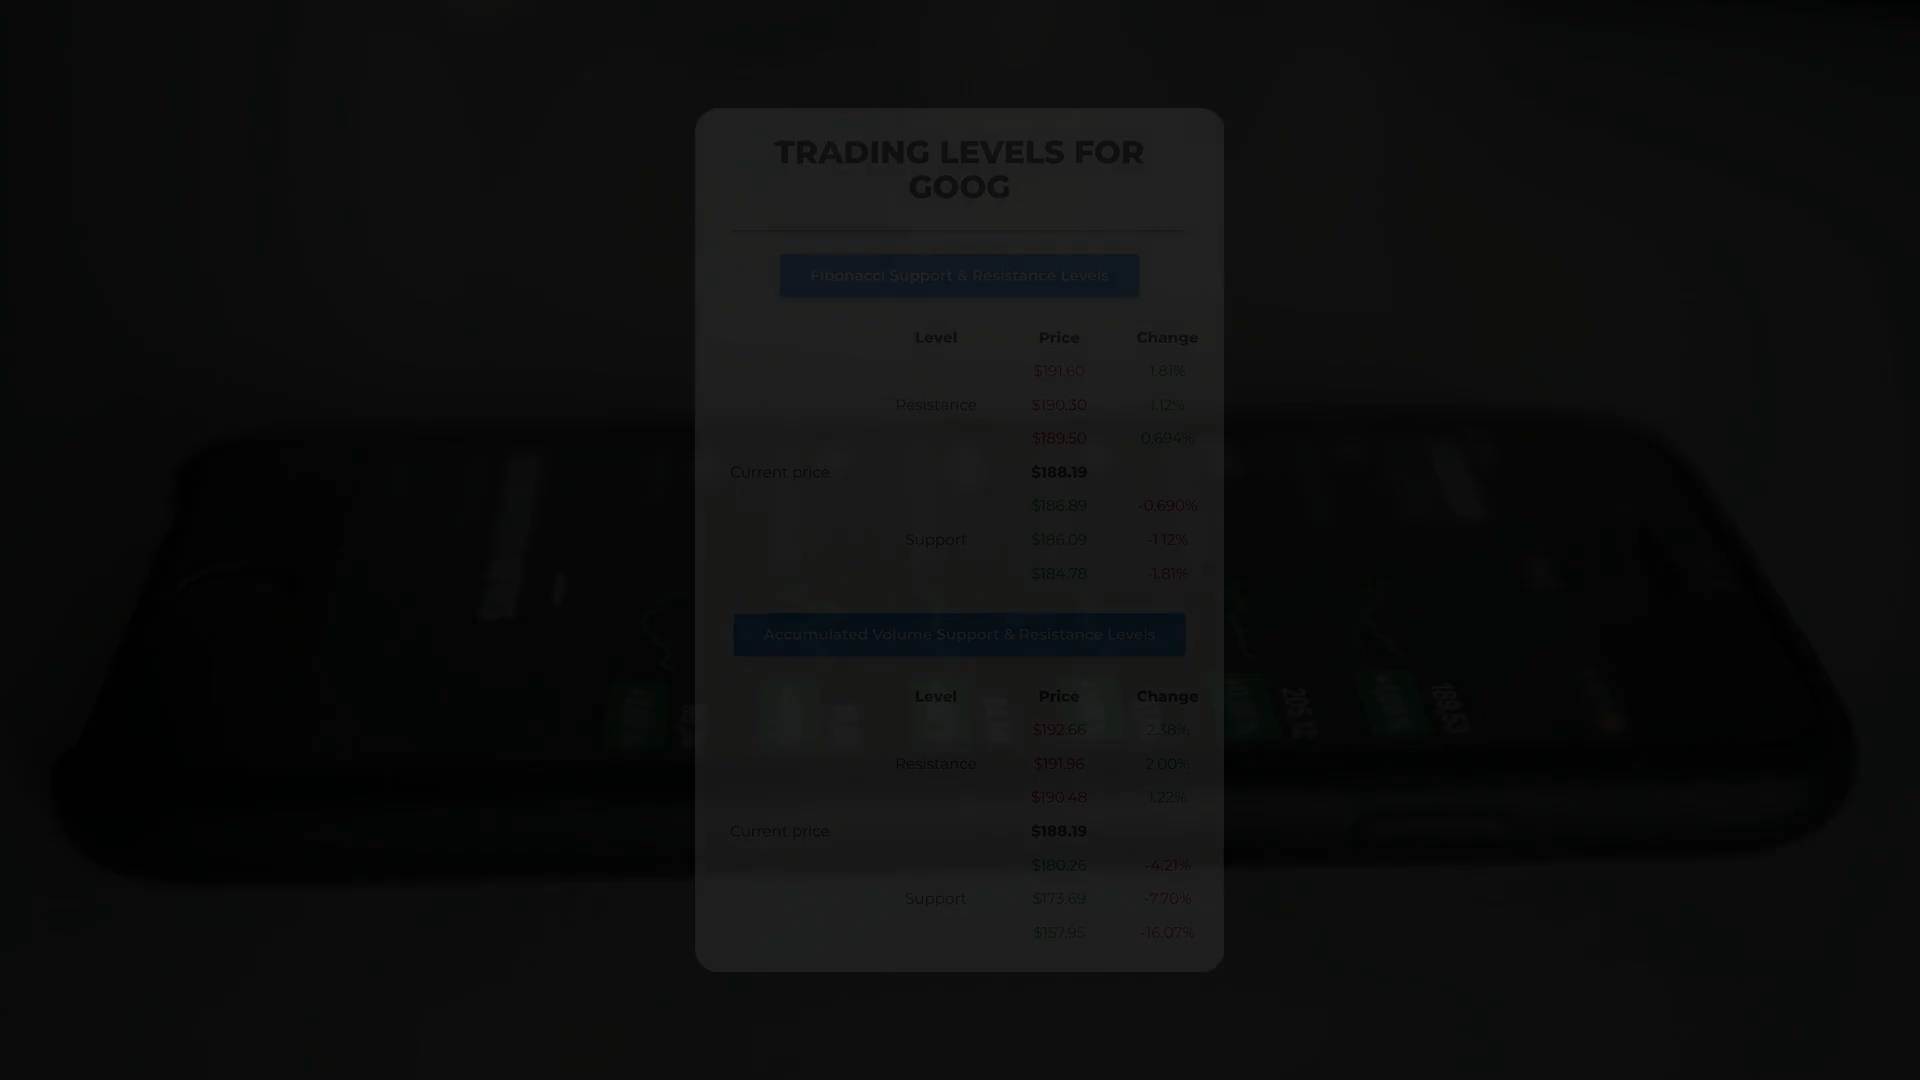 TRADING LEVELS FOR
GOOG
Fibonacci Support & Resistance Levels
Level Price Change
$191.60 1.81%
Resistance $190.30 1.12%
$189.50 0.694%
Current price $188.19
$186.89 -0.690%
Support $186.09 -1.12%
$184.78 -1.81%
Accumulated Volume Support & Resistance Levels
Level Price Change
$192.66 2.38%
Resistance $191.96 2.00%
$190.48 1.22%
Current price $188.19
$180.26 -4.21%
Support $173.69 -7.70%
$157.95 -16.07%
205.12
189.53